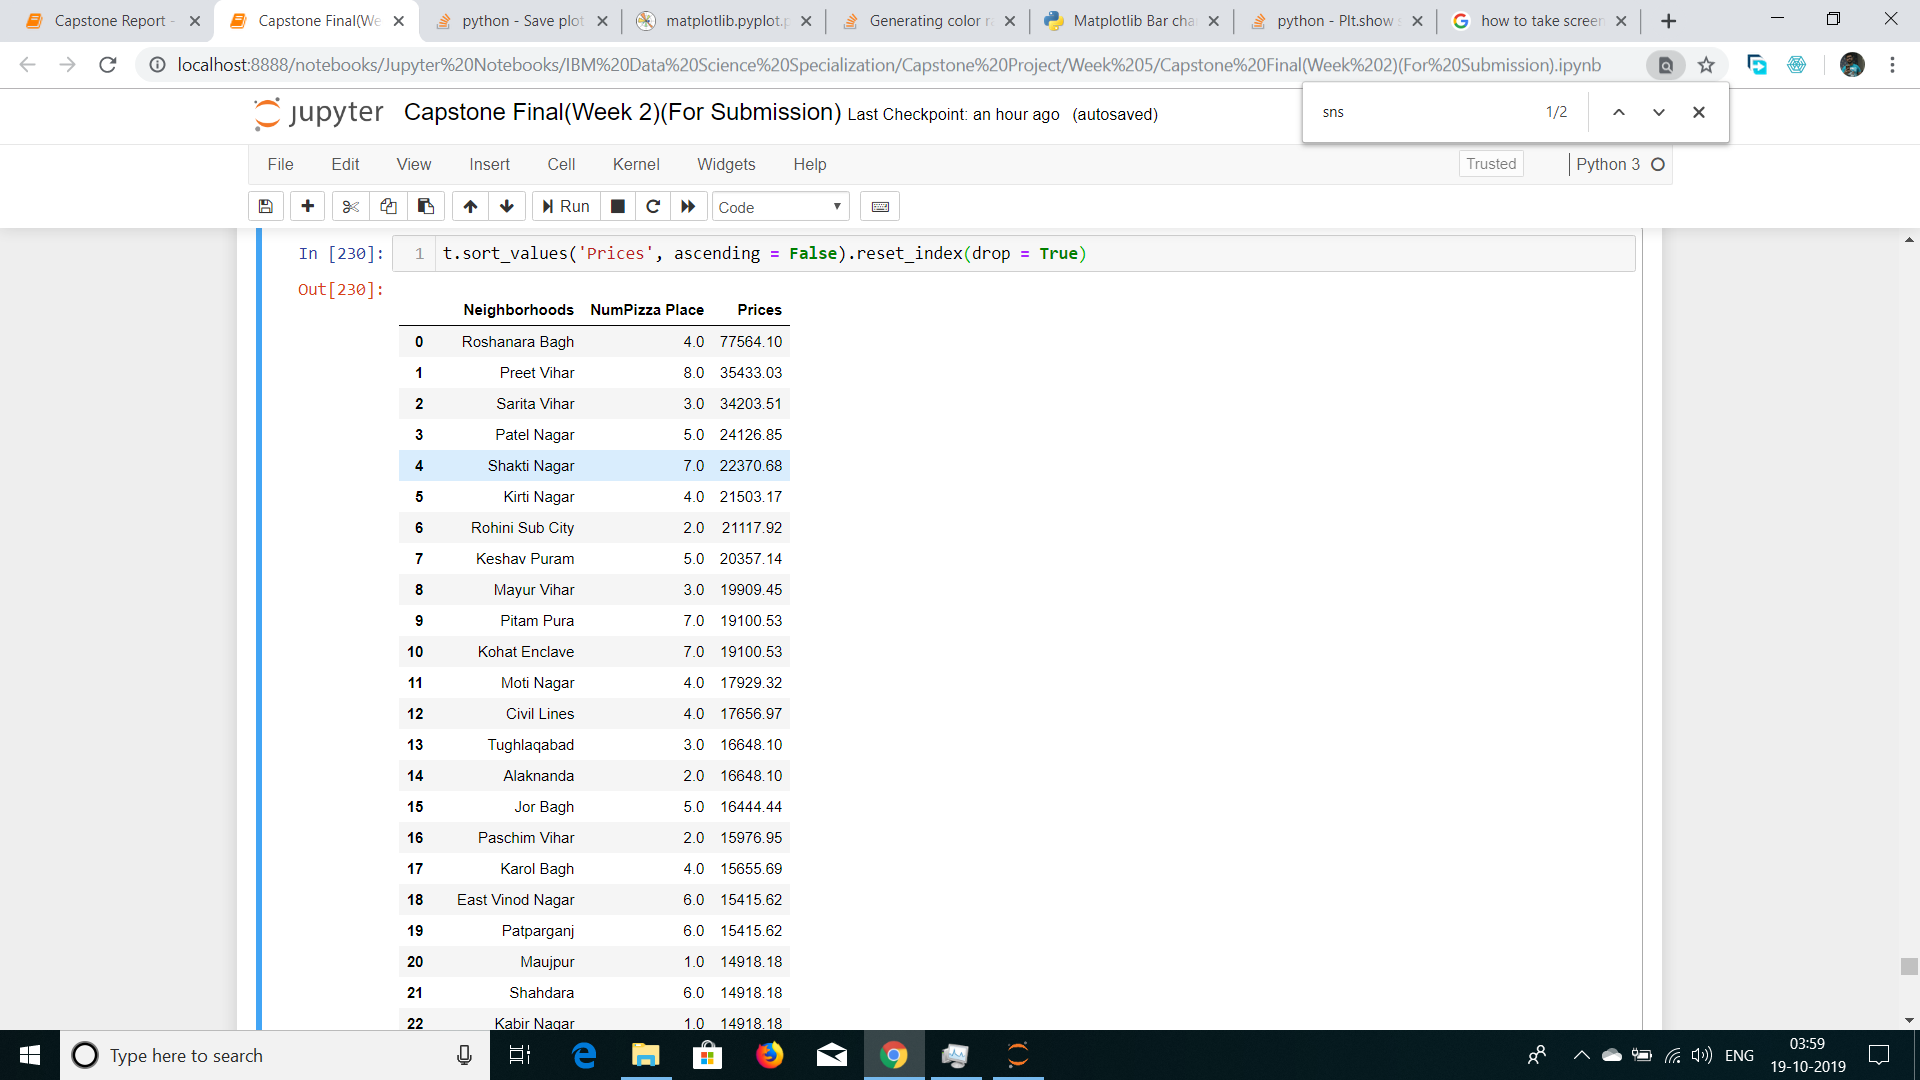 Capstone Report -
Capstone Final(We
python - Save plot
matplotlib.pyplot.p
Generating color ra
Matplotlib Bar cha
python - Plt.show s
how to take screen
localhost:8888/notebooks/Jupyter%20Notebooks/IBM%20Data%20Science%20Specialization/Capstone%20Project/Week%205/Capstone%20Final(Week%202)(For%20Submission).ipynb
sns 1/2
jupyter Capstone Final(Week 2)(For Submission) Last Checkpoint: an hour ago (autosaved)
File Edit View Insert Cell Kernel Widgets Help Trusted Python 3
Run Code
In [230]: 1 t.sort_values('Prices', ascending = False).reset_index(drop = True)
Out[230]:
Neighborhoods NumPizza Place Prices
0 Roshanara Bagh 4.0 77564.10
1 Preet Vihar 8.0 35433.03
2 Sarita Vihar 3.0 34203.51
3 Patel Nagar 5.0 24126.85
4 Shakti Nagar 7.0 22370.68
5 Kirti Nagar 4.0 21503.17
6 Rohini Sub City 2.0 21117.92
7 Keshav Puram 5.0 20357.14
8 Mayur Vihar 3.0 19909.45
9 Pitam Pura 7.0 19100.53
10 Kohat Enclave 7.0 19100.53
11 Moti Nagar 4.0 17929.32
12 Civil Lines 4.0 17656.97
13 Tughlaqabad 3.0 16648.10
14 Alaknanda 2.0 16648.10
15 Jor Bagh 5.0 16444.44
16 Paschim Vihar 2.0 15976.95
17 Karol Bagh 4.0 15655.69
18 East Vinod Nagar 6.0 15415.62
19 Patparganj 6.0 15415.62
20 Maujpur 1.0 14918.18
21 Shahdara 6.0 14918.18
22 Kabir Nagar 1.0 14918.18
Type here to search
ENG
03:59
19-10-2019